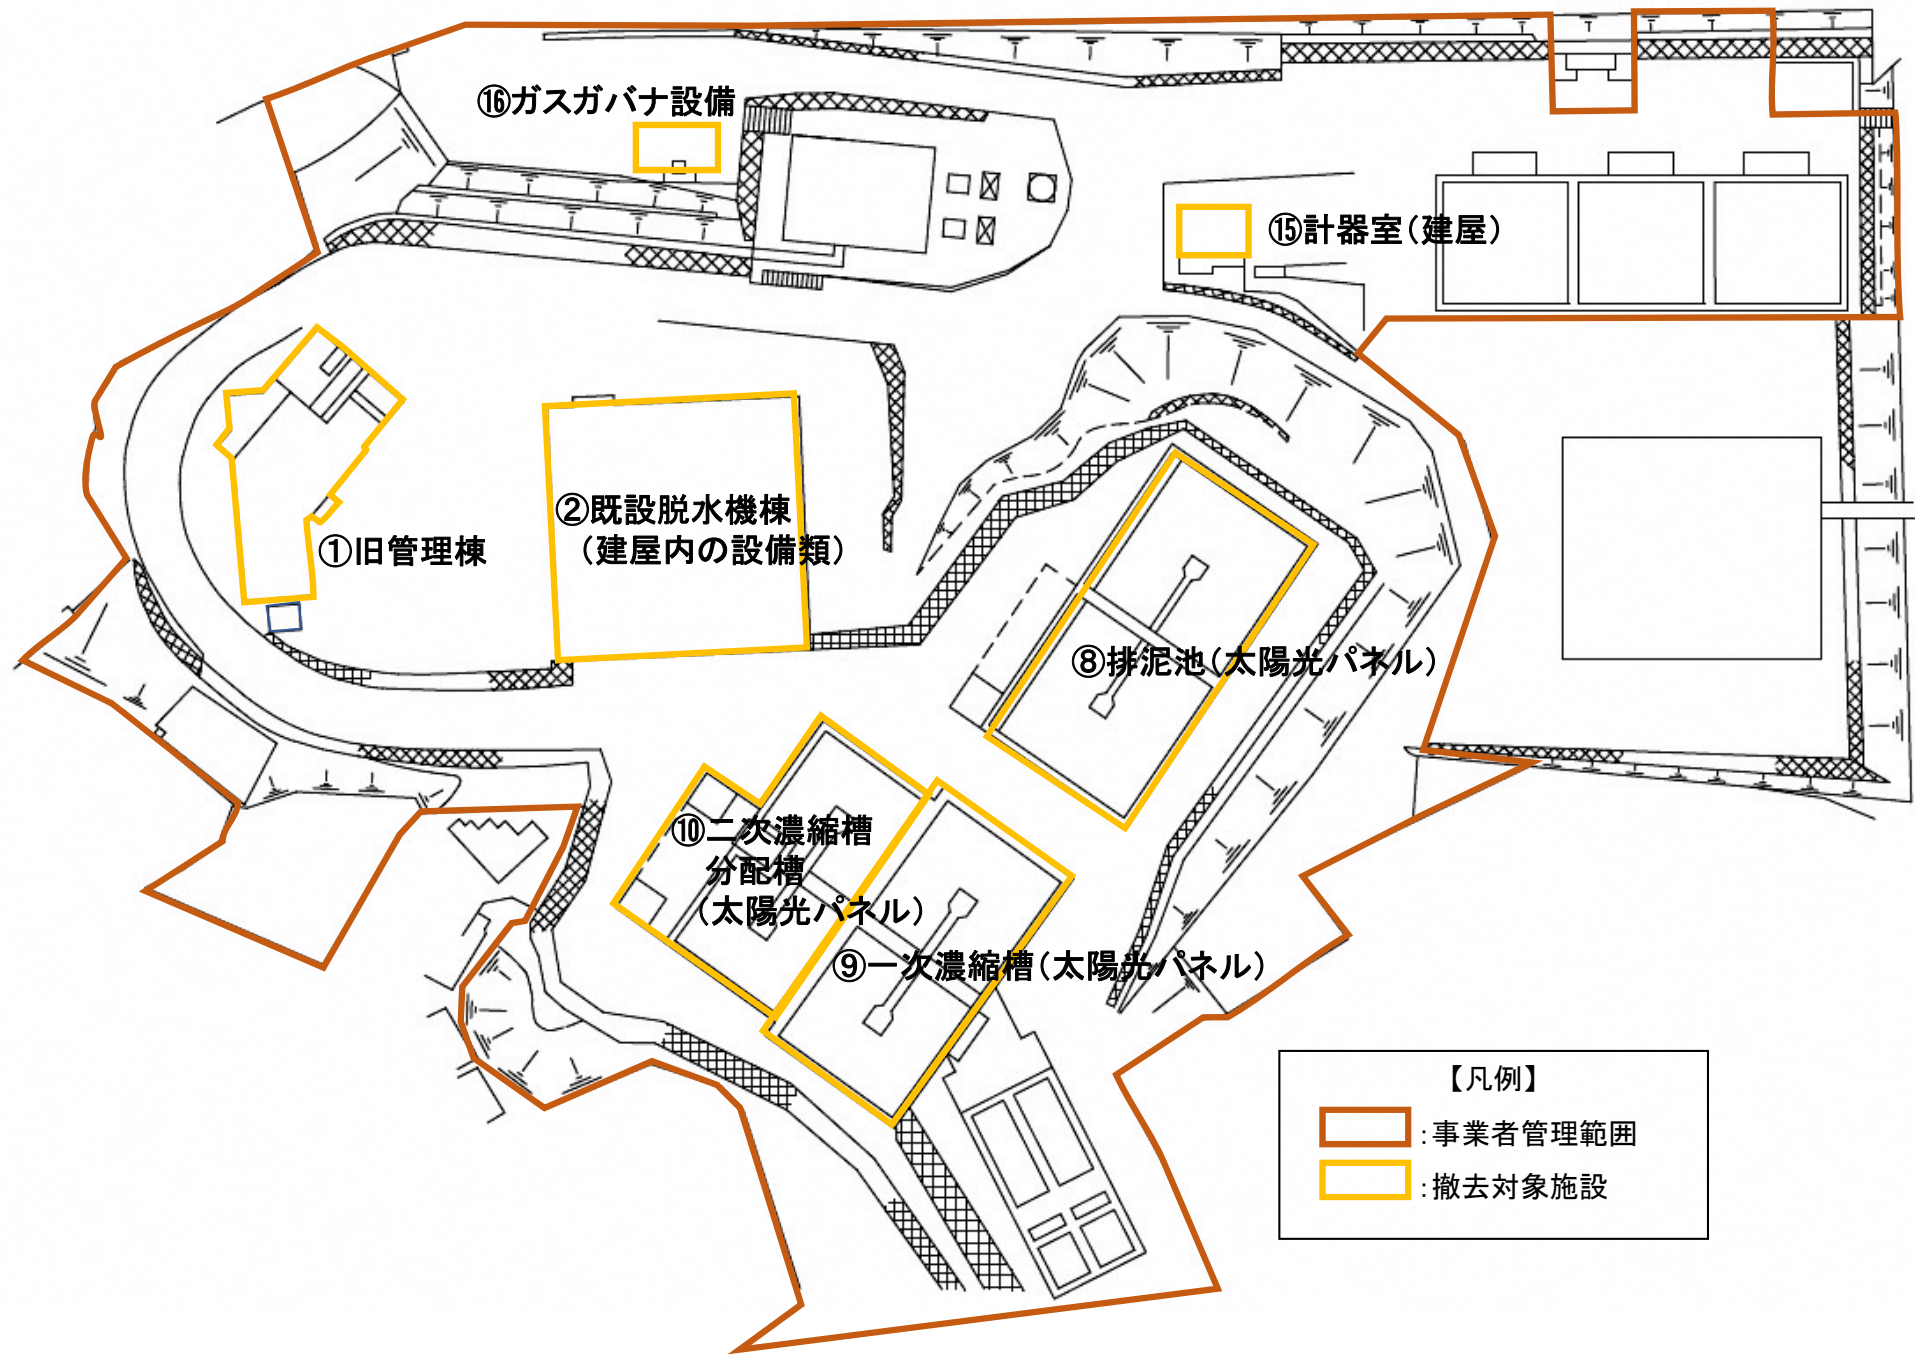 ⑯ガスガバナ設備
⑮計器室(建屋)
②既設脱水機棟
(建屋内の設備類)
①旧管理棟
⑧排泥池(太陽光パネル)
⑩二次濃縮槽
分配槽
(太陽光パネル)
⑨一次濃縮槽(太陽光パネル)
【凡例】
:事業者管理範囲
:撤去対象施設